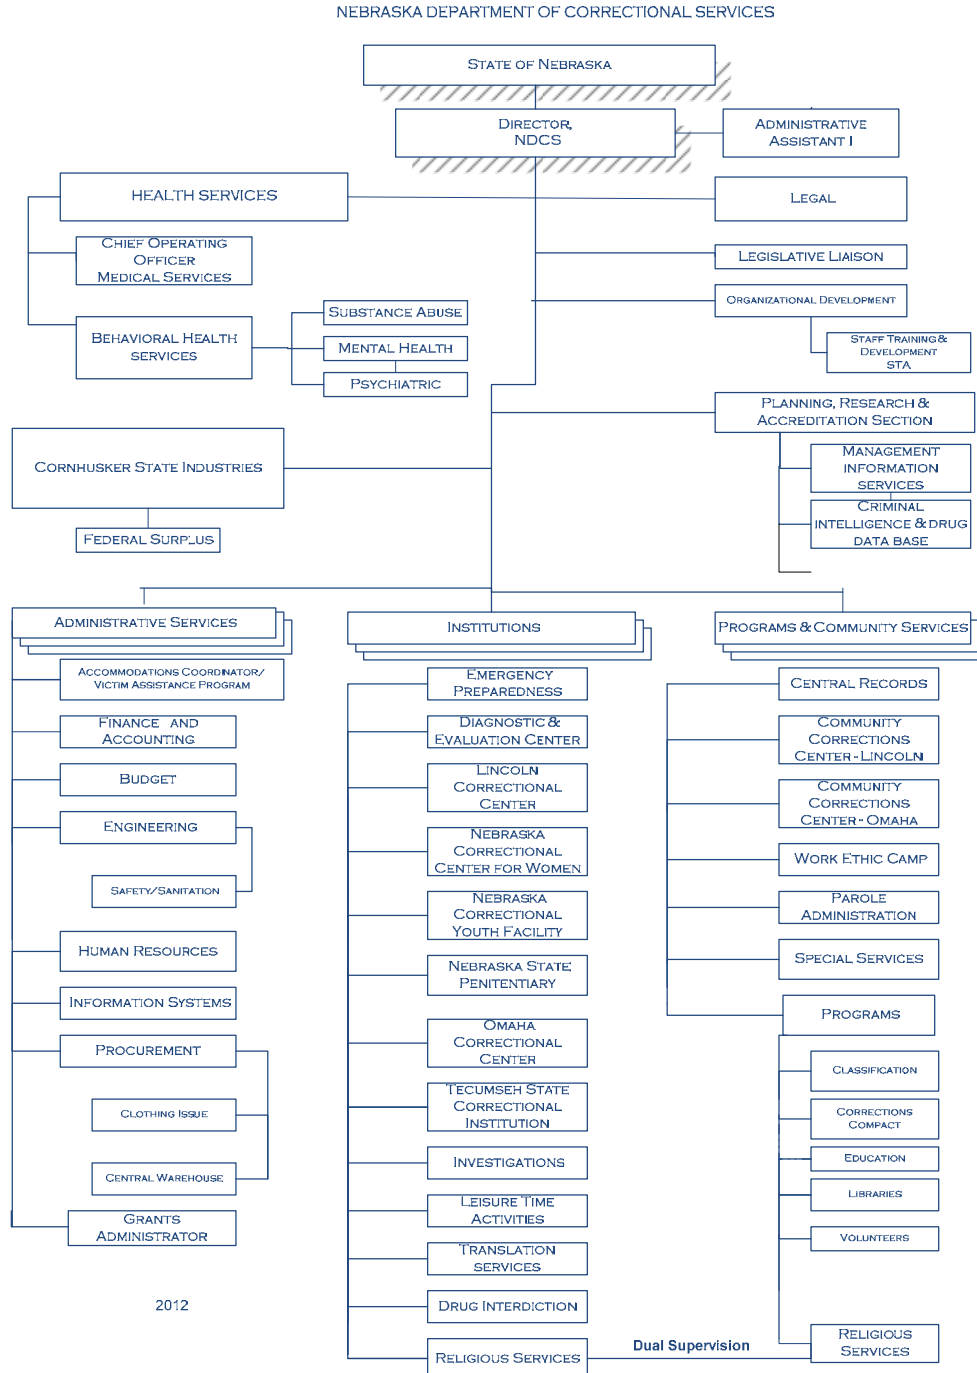 NEBRASKA DEPARTMENT OF CORRECTIONAL SERVICES
STATE OF NEBRASKA
DIRECTOR,
NDCS
ADMINISTRATIVE
ASSISTANT I
HEALTH SERVICES
LEGAL
CHIEF OPERATING
OFFICER
MEDICAL SERVICES
LEGISLATIVE LIAISON
ORGANIZATIONAL DEVELOPMENT
STAFF TRAINING &
DEVELOPMENT
STA
BEHAVIORAL HEALTH
SERVICES
SUBSTANCE ABUSE
MENTAL HEALTH
PSYCHIATRIC
PLANNING, RESEARCH &
ACCREDITATION SECTION
MANAGEMENT
INFORMATION
SERVICES
CRIMINAL
INTELLIGENCE & DRUG
DATA BASE
CORNHUSKER STATE INDUSTRIES
FEDERAL SURPLUS
ADMINISTRATIVE SERVICES
ACCOMMODATIONS COORDINATOR/
VICTIM ASSISTANCE PROGRAM
FINANCE AND
ACCOUNTING
BUDGET
ENGINEERING
SAFETY/SANITATION
HUMAN RESOURCES
INFORMATION SYSTEMS
PROCUREMENT
CLOTHING ISSUE
CENTRAL WAREHOUSE
GRANTS
ADMINISTRATOR
2012
INSTITUTIONS
EMERGENCY
PREPAREDNESS
DIAGNOSTIC &
EVALUATION CENTER
LINCOLN
CORRECTIONAL
CENTER
NEBRASKA
CORRECTIONAL
CENTER FOR WOMEN
NEBRASKA
CORRECTIONAL
YOUTH FACILITY
NEBRASKA STATE
PENITENTIARY
OMAHA
CORRECTIONAL
CENTER
TECUMSEH STATE
CORRECTIONAL
INSTITUTION
INVESTIGATIONS
LEISURE TIME
ACTIVITIES
TRANSLATION
SERVICES
DRUG INTERDICTION
RELIGIOUS SERVICES
Dual Supervision
PROGRAMS & COMMUNITY SERVICES
CENTRAL RECORDS
COMMUNITY
CORRECTIONS
CENTER - LINCOLN
COMMUNITY
CORRECTIONS
CENTER - OMAHA
WORK ETHIC CAMP
PAROLE
ADMINISTRATION
SPECIAL SERVICES
PROGRAMS
CLASSIFICATION
CORRECTIONS
COMPACT
EDUCATION
LIBRARIES
VOLUNTEERS
RELIGIOUS
SERVICES